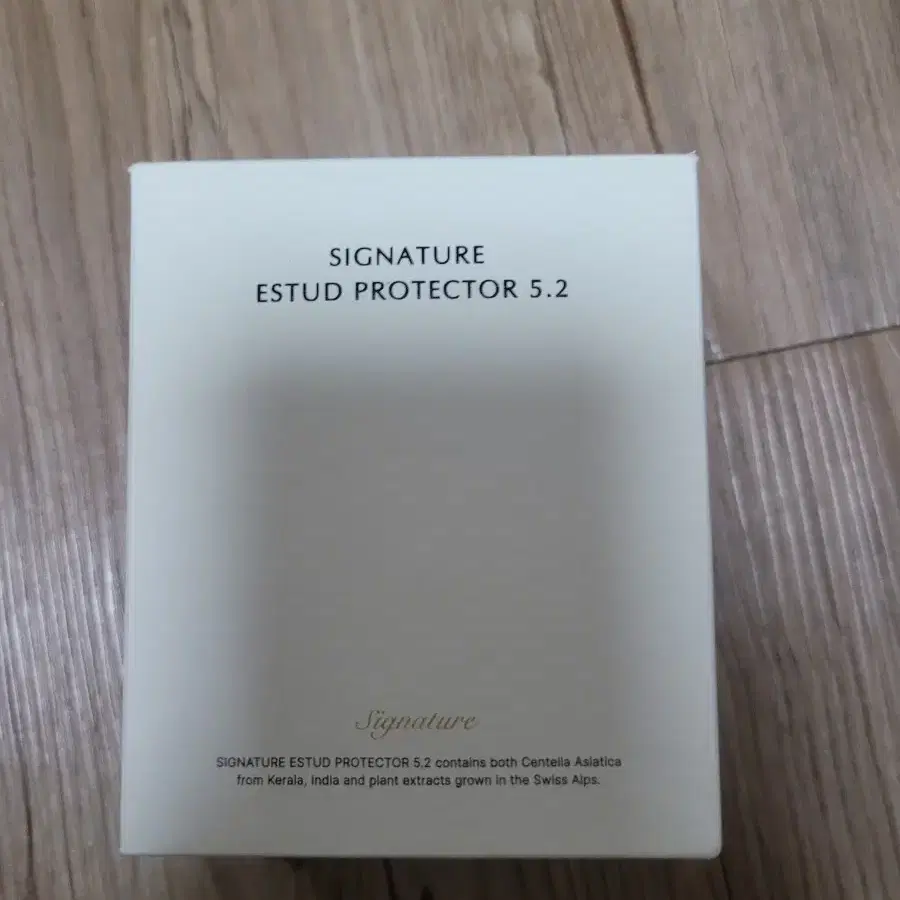 SIGNATURE
ESTUD PROTECTOR 5.2
Signature
SIGNATURE ESTUD PROTECTOR 5.2 contains both Centella Asiatica
from Kerala, India and plant extracts grown in the Swiss Alps.